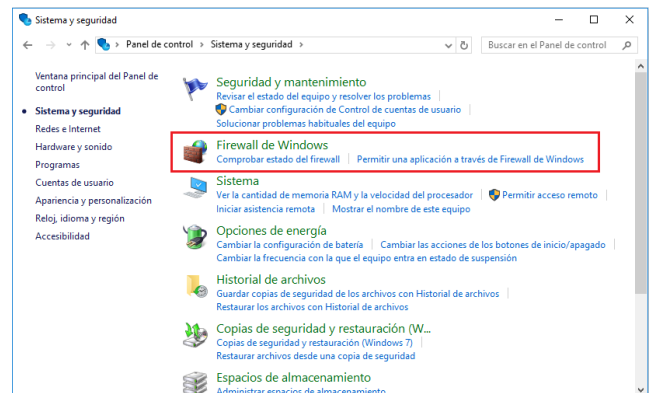 Sistema y seguridad
Panel de control > Sistema y seguridad >
Buscar en el Panel de control
Ventana principal del Panel de
control
Sistema y seguridad
Redes e Internet
Hardware y sonido
Programas
Cuentas de usuario
Apariencia y personalización
Reloj, idioma y región
Accesibilidad
Seguridad y mantenimiento
Revisar el estado del equipo y resolver los problemas
Cambiar configuración de Control de cuentas de usuario
Solucionar problemas habituales del equipo
Firewall de Windows
Comprobar estado del firewall Permitir una aplicación a través de Firewall de Windows
Sistema
Ver la cantidad de memoria RAM y la velocidad del procesador Permitir acceso remoto
Iniciar asistencia remota Mostrar el nombre de este equipo
Opciones de energía
Cambiar la configuración de batería Cambiar las acciones de los botones de inicio/apagado
Cambiar la frecuencia con la que el equipo entra en estado de suspensión
Historial de archivos
Guardar copias de seguridad de los archivos con Historial de archivos
Restaurar los archivos con Historial de archivos
Copias de seguridad y restauración (W...
Copias de seguridad y restauración (Windows 7)
Restaurar archivos desde una copia de seguridad
Espacios de almacenamiento
Administrar espacios de almacenamiento